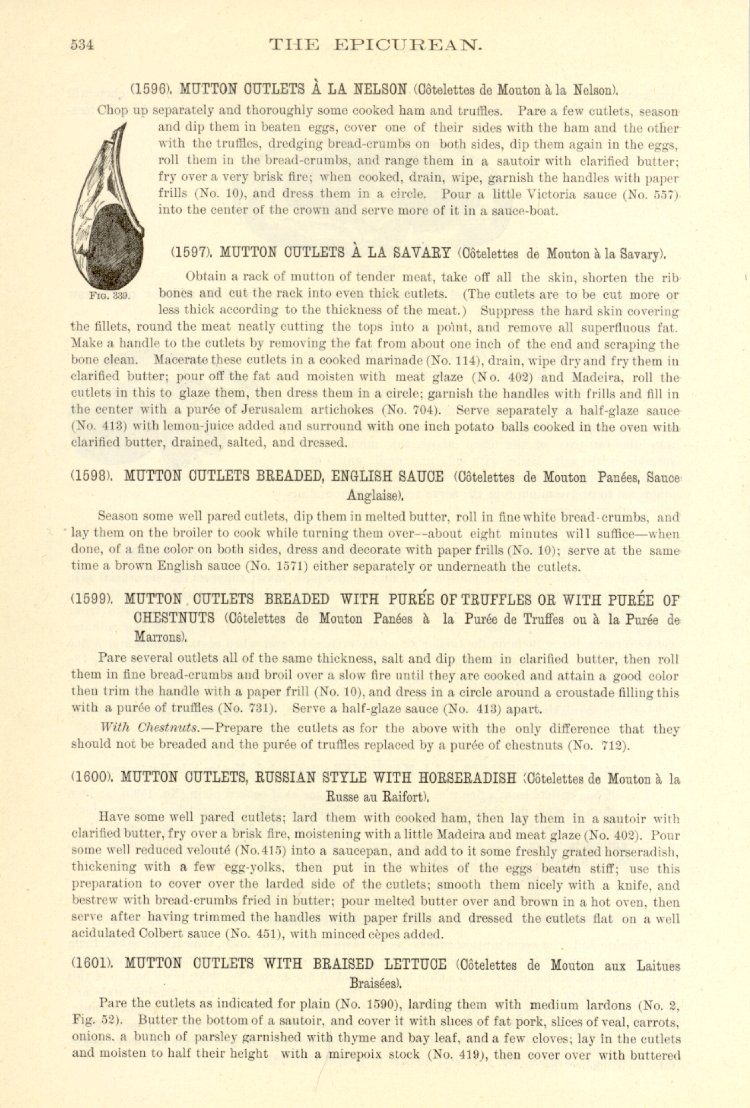 534 THE EPICUREAN.
(1596). MUTTON CUTLETS À LA NELSON (Côtelettes de Mouton à la Nelson).
Chop up separately and thoroughly some cooked ham and truffles. Pare a few cutlets, season
and dip them in beaten eggs, cover one of their sides with the ham and the other
with the truffles, dredging bread-crumbs on both sides, dip them again in the eggs,
roll them in the bread-crumbs, and range them in a sautoir with clarified butter;
fry over a very brisk fire; when cooked, drain, wipe, garnish the handles with paper
frills (No. 10), and dress them in a circle. Pour a little Victoria sauce (No. 557)
into the center of the crown and serve more of it in a sauce-boat.
FIG. 339.
(1597). MUTTON CUTLETS À LA SAVARY (Côtelettes de Mouton à la Savary).
Obtain a rack of mutton of tender meat, take off all the skin, shorten the rib
bones and cut the rack into even thick cutlets. (The cutlets are to be cut more or
less thick according to the thickness of the meat.) Suppress the hard skin covering
the fillets, round the meat neatly cutting the tops into a point, and remove all superfluous fat.
Make a handle to the cutlets by removing the fat from about one inch of the end and scraping the
bone clean. Macerate these cutlets in a cooked marinade (No. 114), drain, wipe dry and fry them in
clarified butter; pour off the fat and moisten with meat glaze (No. 402) and Madeira, roll the
cutlets in this to glaze them, then dress them in a circle; garnish the handles with frills and fill in
the center with a purée of Jerusalem artichokes (No. 704). Serve separately a half-glaze sauce
(No. 413) with lemon-juice added and surround with one inch potato balls cooked in the oven with
clarified butter, drained, salted, and dressed.
(1598). MUTTON CUTLETS BREADED, ENGLISH SAUCE (Côtelettes de Mouton Panées, Sauce
Anglaise).
Season some well pared cutlets, dip them in melted butter, roll in fine white bread-crumbs, and
lay them on the broiler to cook while turning them over--about eight minutes will suffice—when
done, of a fine color on both sides, dress and decorate with paper frills (No. 10); serve at the same
time a brown English sauce (No. 1571) either separately or underneath the cutlets.
(1599). MUTTON CUTLETS BREADED WITH PURÉE OF TRUFFLES OR WITH PURÉE OF
CHESTNUTS (Côtelettes de Mouton Panées à la Purée de Truffes ou à la Purée de
Marrons).
Pare several cutlets all of the same thickness, salt and dip them in clarified butter, then roll
them in fine bread-crumbs and broil over a slow fire until they are cooked and attain a good color
then trim the handle with a paper frill (No. 10), and dress in a circle around a croustade filling this
with a purée of truffles (No. 731). Serve a half-glaze sauce (No. 413) apart.
With Chestnuts.—Prepare the cutlets as for the above with the only difference that they
should not be breaded and the purée of truffles replaced by a purée of chestnuts (No. 712).
(1600). MUTTON CUTLETS, RUSSIAN STYLE WITH HORSERADISH (Côtelettes de Mouton à la
Russe au Raifort).
Have some well pared cutlets; lard them with cooked ham, then lay them in a sautoir with
clarified butter, fry over a brisk fire, moistening with a little Madeira and meat glaze (No. 402). Pour
some well reduced velouté (No.415) into a saucepan, and add to it some freshly grated horseradish,
thickening with a few egg-yolks, then put in the whites of the eggs beaten stiff; use this
preparation to cover over the larded side of the cutlets; smooth them nicely with a knife, and
bestrew with bread-crumbs fried in butter; pour melted butter over and brown in a hot oven, then
serve after having trimmed the handles with paper frills and dressed the cutlets flat on a well
acidulated Colbert sauce (No. 451), with minced cèpes added.
(1601). MUTTON CUTLETS WITH BRAISED LETTUCE (Côtelettes de Mouton aux Laitues
Braisées).
Pare the cutlets as indicated for plain (No. 1590), larding them with medium lardons (No. 2,
Fig. 52). Butter the bottom of a sautoir, and cover it with slices of fat pork, slices of veal, carrots,
onions, a bunch of parsley garnished with thyme and bay leaf, and a few cloves; lay in the cutlets
and moisten to half their height with a mirepoix stock (No. 419), then cover over with buttered